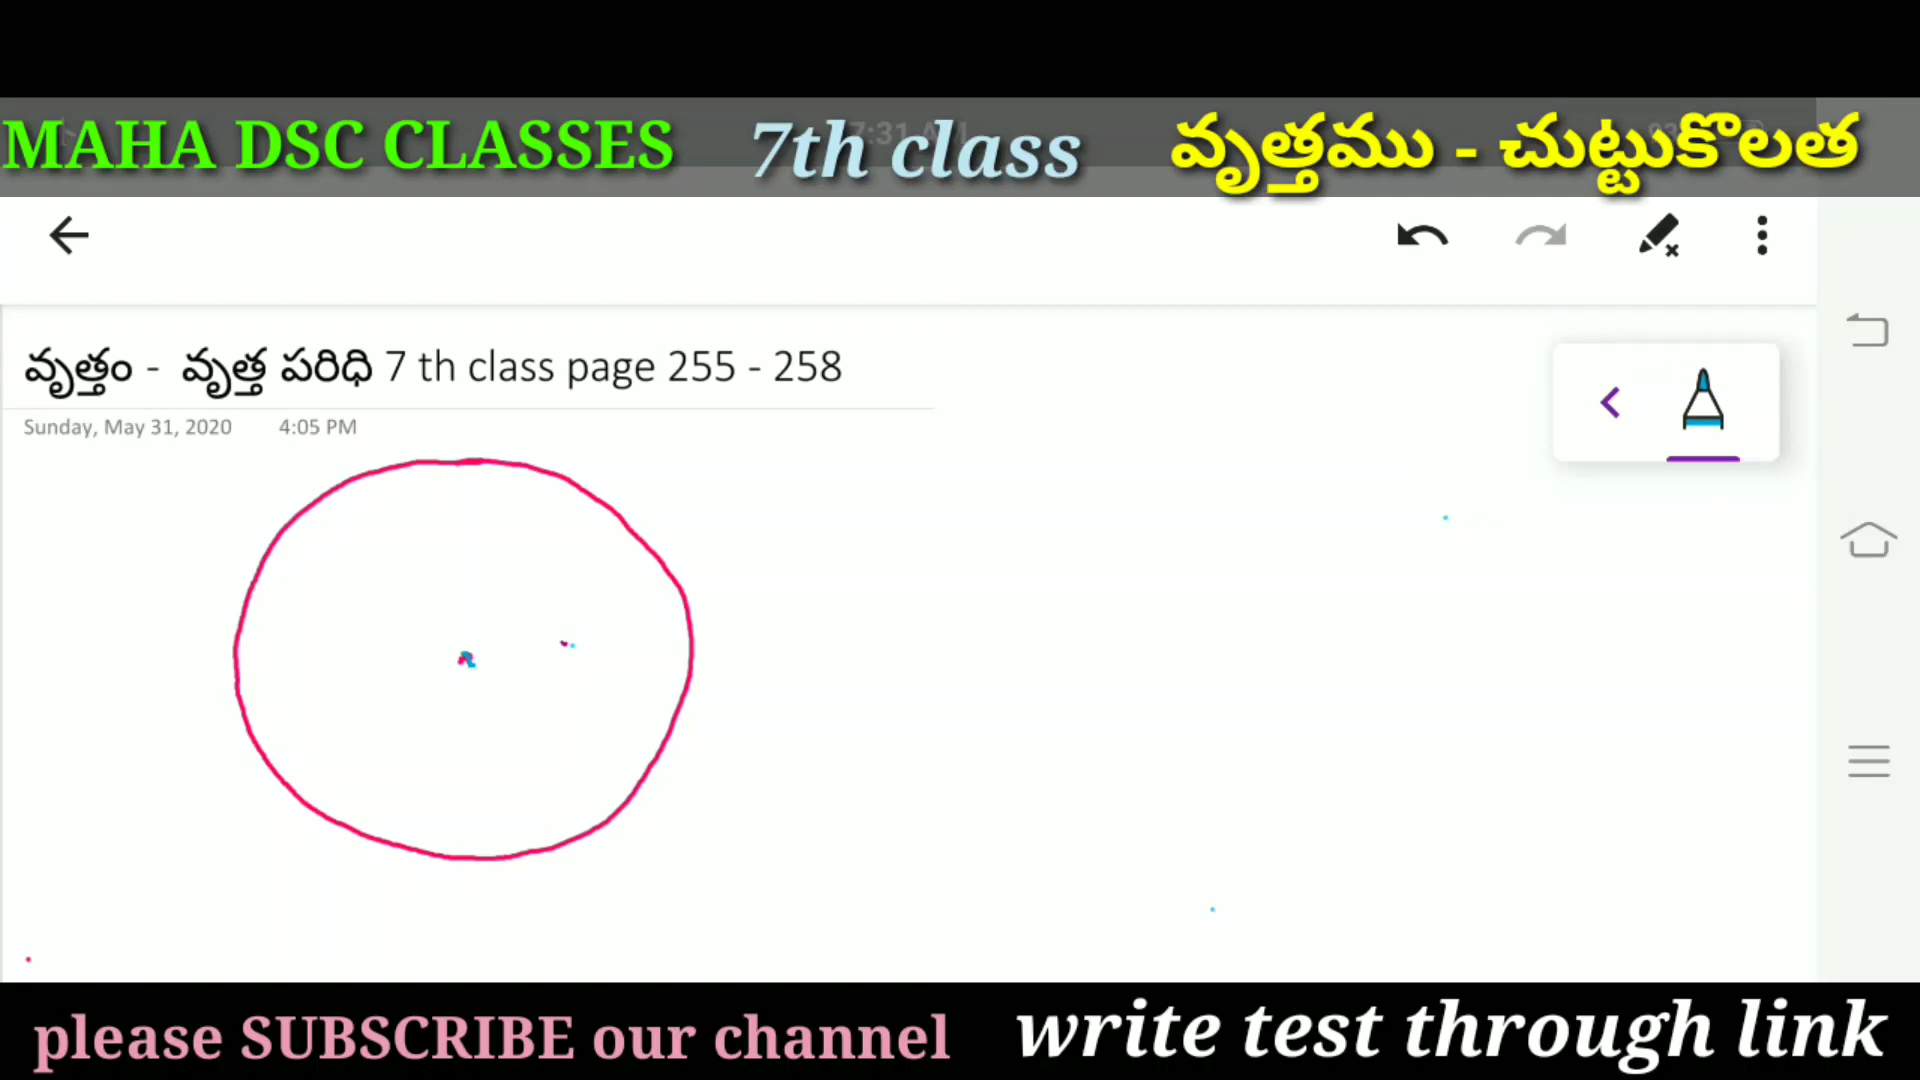 MAHA DSC CLASSES 7th class వృత్తము - చుట్టుకొలత
వృత్తం - వృత్త పరిధి 7 th class page 255 - 258
Sunday, May 31, 2020 4:05 PM
please SUBSCRIBE our channel write test through link